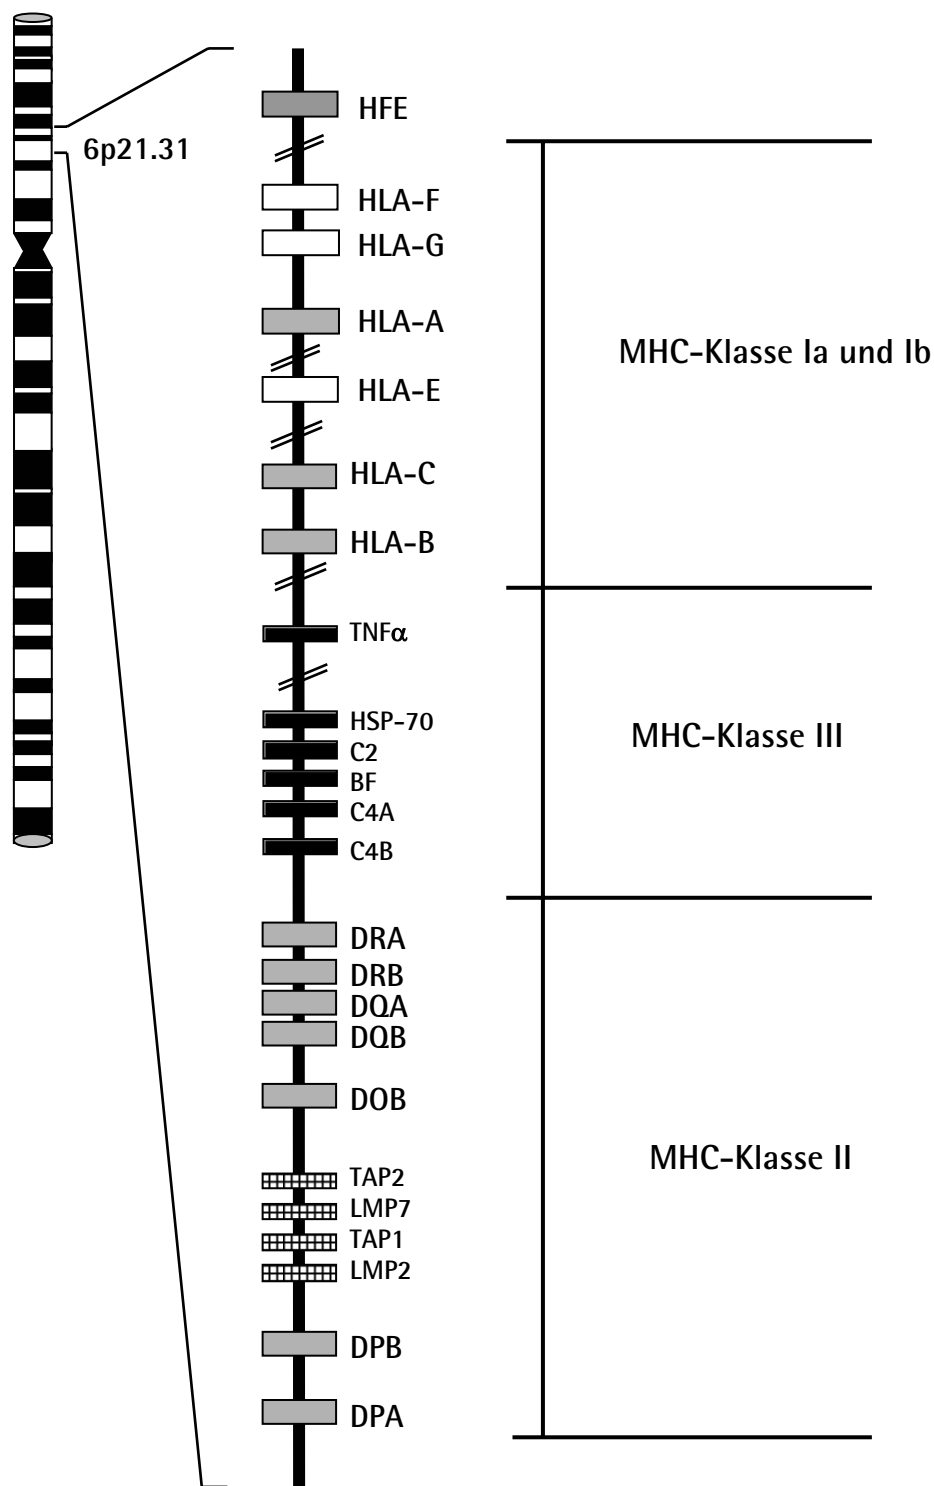 HFE
6p21.31
HLA-F
HLA-G
HLA-A
MHC-Klasse Ia und Ib
HLA-E
HLA-C
HLA-B
TNFα
HSP-70
MHC-Klasse III
C2
BF
C4A
C4B
DRA
DRB
DQA
DQB
DOB
MHC-Klasse II
TAP2
LMP7
TAP1
LMP2
DPB
DPA